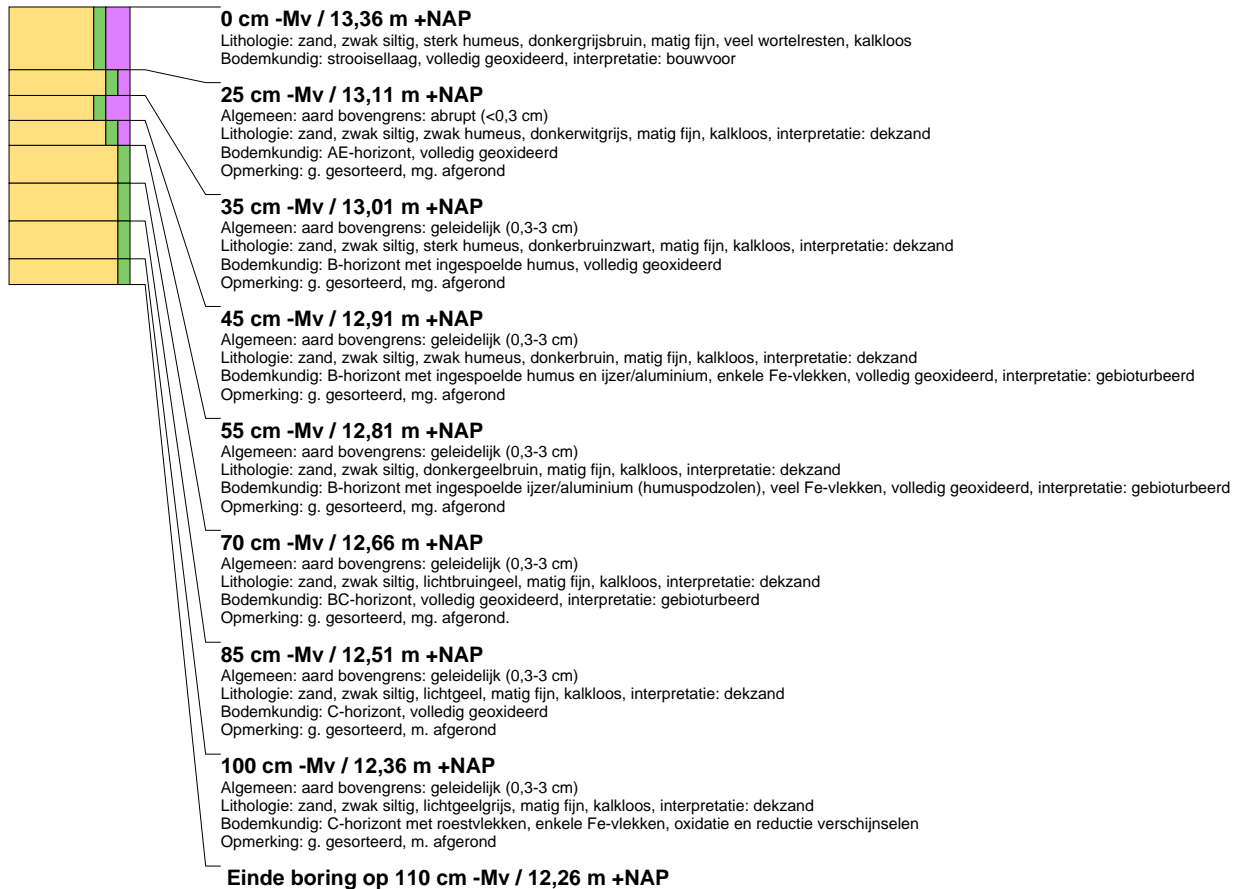 0 cm -Mv / 13,36 m +NAP
Lithologie: zand, zwak siltig, sterk humeus, donkergrijsbruin, matig fijn, veel wortelresten, kalkloos
Bodemkundig: strooisellaag, volledig geoxideerd, interpretatie: bouwvoor
25 cm -Mv / 13,11 m +NAP
Algemeen: aard bovengrens: abrupt (<0,3 cm)
Lithologie: zand, zwak siltig, zwak humeus, donkerwitgrijs, matig fijn, kalkloos, interpretatie: dekzand
Bodemkundig: AE-horizont, volledig geoxideerd
Opmerking: g. gesorteerd, mg. afgerond
35 cm -Mv / 13,01 m +NAP
Algemeen: aard bovengrens: geleidelijk (0,3-3 cm)
Lithologie: zand, zwak siltig, sterk humeus, donkerbruinzwart, matig fijn, kalkloos, interpretatie: dekzand
Bodemkundig: B-horizont met ingespoelde humus, volledig geoxideerd
Opmerking: g. gesorteerd, mg. afgerond
45 cm -Mv / 12,91 m +NAP
Algemeen: aard bovengrens: geleidelijk (0,3-3 cm)
Lithologie: zand, zwak siltig, zwak humeus, donkerbruin, matig fijn, kalkloos, interpretatie: dekzand
Bodemkundig: B-horizont met ingespoelde humus en ijzer/aluminium, enkele Fe-vlekken, volledig geoxideerd, interpretatie: gebioturbeerd
Opmerking: g. gesorteerd, mg. afgerond
55 cm -Mv / 12,81 m +NAP
Algemeen: aard bovengrens: geleidelijk (0,3-3 cm)
Lithologie: zand, zwak siltig, donkergeelbruin, matig fijn, kalkloos, interpretatie: dekzand
Bodemkundig: B-horizont met ingespoelde ijzer/aluminium (humuspodzolen), veel Fe-vlekken, volledig geoxideerd, interpretatie: gebioturbeerd
Opmerking: g. gesorteerd, mg. afgerond
70 cm -Mv / 12,66 m +NAP
Algemeen: aard bovengrens: geleidelijk (0,3-3 cm)
Lithologie: zand, zwak siltig, lichtbruingeel, matig fijn, kalkloos, interpretatie: dekzand
Bodemkundig: BC-horizont, volledig geoxideerd, interpretatie: gebioturbeerd
Opmerking: g. gesorteerd, mg. afgerond.
85 cm -Mv / 12,51 m +NAP
Algemeen: aard bovengrens: geleidelijk (0,3-3 cm)
Lithologie: zand, zwak siltig, lichtgeel, matig fijn, kalkloos, interpretatie: dekzand
Bodemkundig: C-horizont, volledig geoxideerd
Opmerking: g. gesorteerd, m. afgerond
100 cm -Mv / 12,36 m +NAP
Algemeen: aard bovengrens: geleidelijk (0,3-3 cm)
Lithologie: zand, zwak siltig, lichtgeelgrijs, matig fijn, kalkloos, interpretatie: dekzand
Bodemkundig: C-horizont met roestvlekken, enkele Fe-vlekken, oxidatie en reductie verschijnselen
Opmerking: g. gesorteerd, m. afgerond
Einde boring op 110 cm -Mv / 12,26 m +NAP